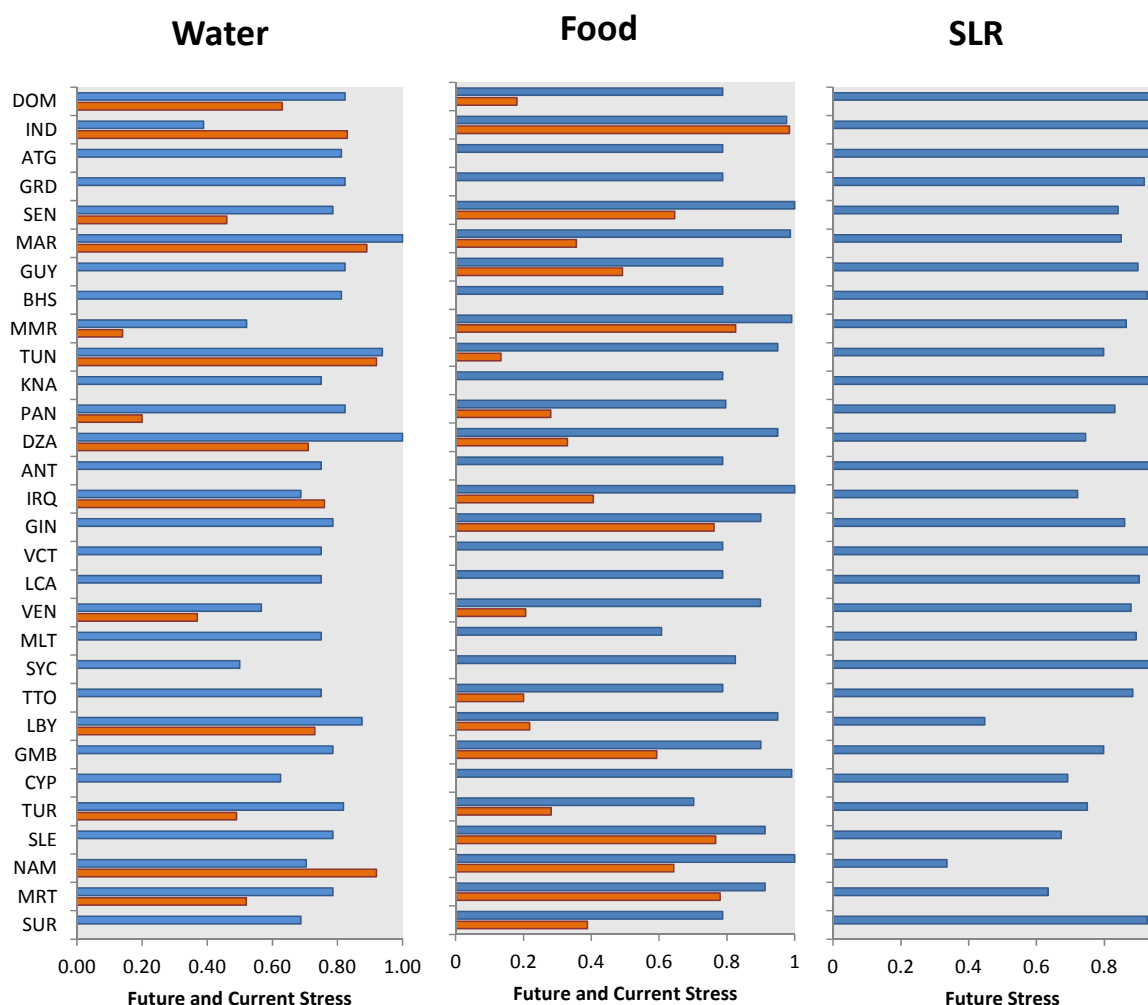 Water Food SLR
DOM
IND
ATG
GRD
SEN
MAR
GUY
BHS
MMR
TUN
KNA
PAN
DZA
ANT
IRQ
GIN
VCT
LCA
VEN
MLT
SYC
TTO
LBY
GMB
CYP
TUR
SLE
NAM
MRT
SUR
0.00 0.20 0.40 0.60 0.80 1.00 0 0.2 0.4 0.6 0.8 1 0 0.2 0.4 0.6 0.8
Future and Current Stress Future and Current Stress Future Stress